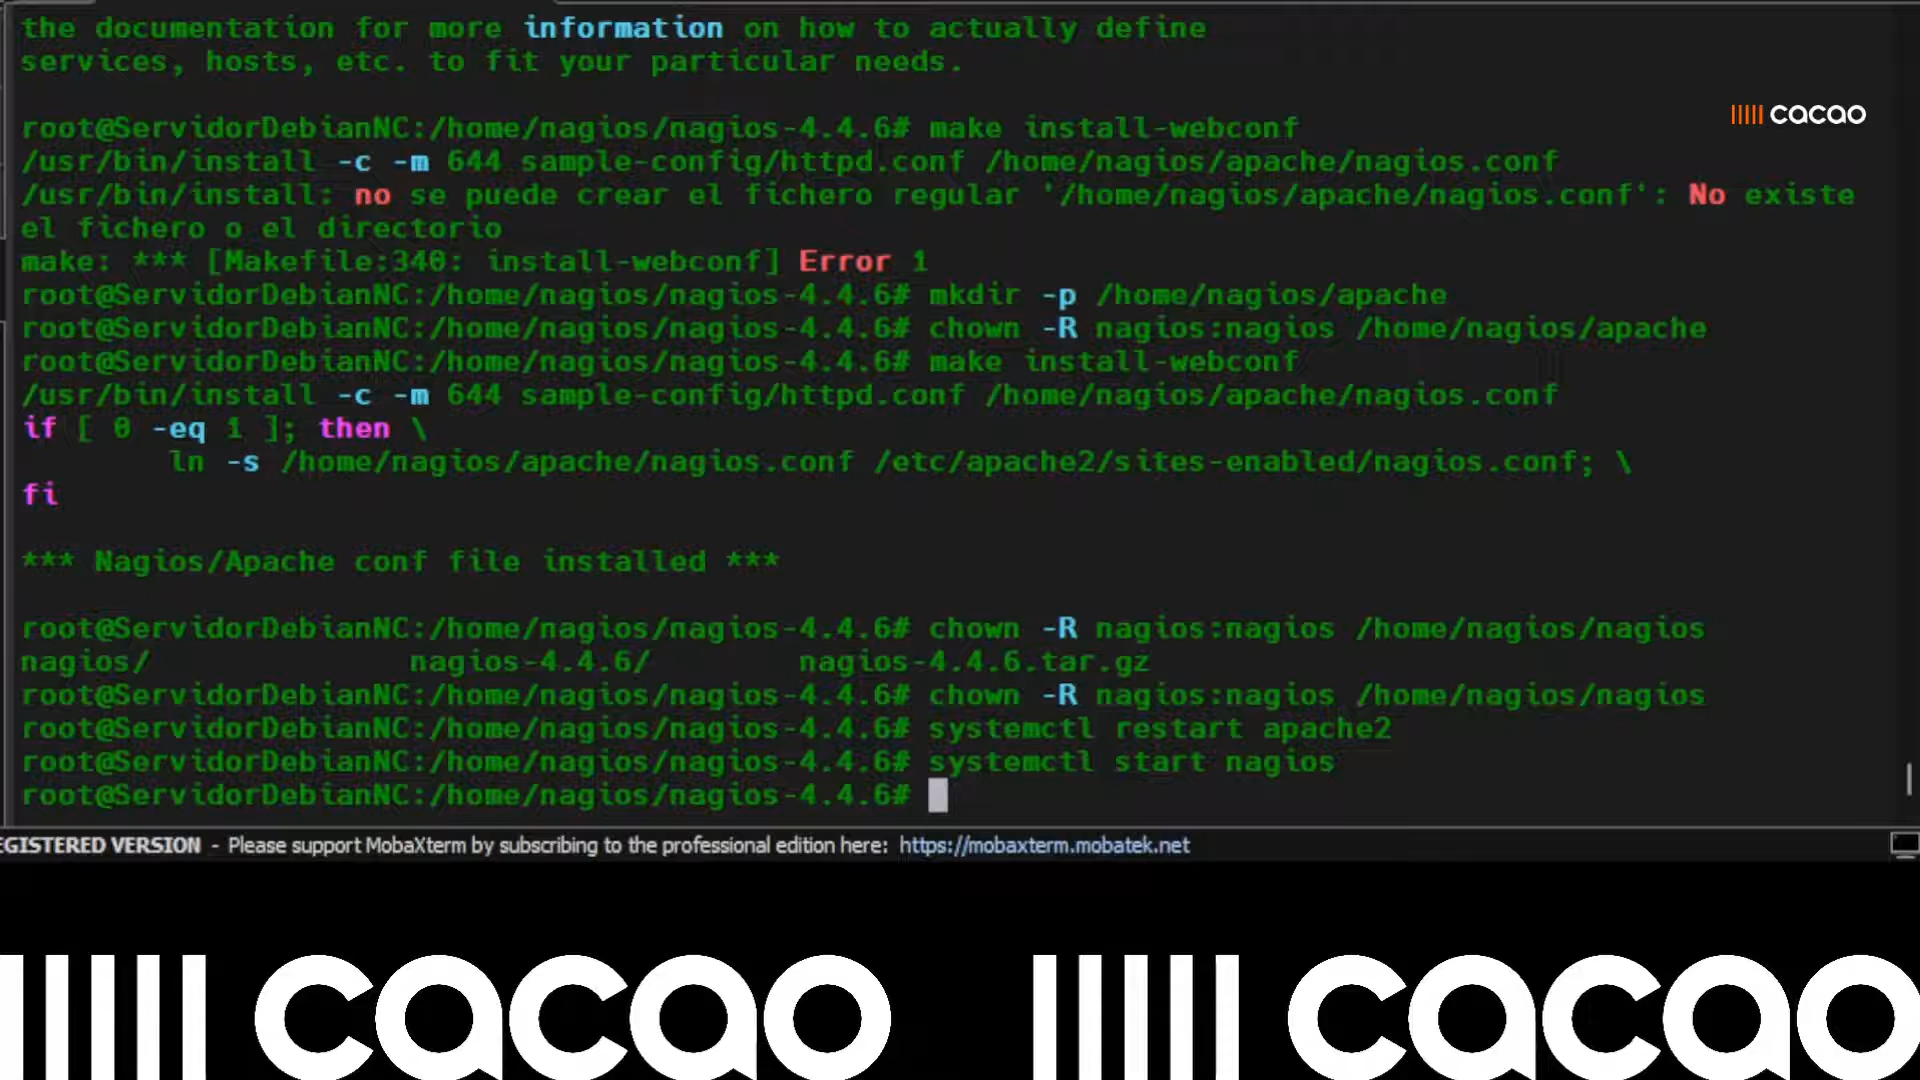 the documentation for more information on how to actually define
services, hosts, etc. to fit your particular needs.
cacao
root@ServidorDebianNC:/home/nagios/nagios-4.4.6# make install-webconf
/usr/bin/install -c -m 644 sample-config/httpd.conf /home/nagios/apache/nagios.conf
/usr/bin/install: no se puede crear el fichero regular '/home/nagios/apache/nagios.conf': No existe
el fichero o el directorio
make: *** [Makefile:340: install-webconf] Error 1
root@ServidorDebianNC:/home/nagios/nagios-4.4.6# mkdir -p /home/nagios/apache
root@ServidorDebianNC:/home/nagios/nagios-4.4.6# chown -R nagios:nagios /home/nagios/apache
root@ServidorDebianNC:/home/nagios/nagios-4.4.6# make install-webconf
/usr/bin/install -c -m 644 sample-config/httpd.conf /home/nagios/apache/nagios.conf
if [ 0 -eq 1 ]; then \
ln -s /home/nagios/apache/nagios.conf /etc/apache2/sites-enabled/nagios.conf; \
fi
*** Nagios/Apache conf file installed ***
root@ServidorDebianNC:/home/nagios/nagios-4.4.6# chown -R nagios:nagios /home/nagios/nagios
nagios/ nagios-4.4.6/ nagios-4.4.6.tar.gz
root@ServidorDebianNC:/home/nagios/nagios-4.4.6# chown -R nagios:nagios /home/nagios/nagios
root@ServidorDebianNC:/home/nagios/nagios-4.4.6# systemctl restart apache2
root@ServidorDebianNC:/home/nagios/nagios-4.4.6# systemctl start nagios
root@ServidorDebianNC:/home/nagios/nagios-4.4.6#
EGISTERED VERSION - Please support MobaXterm by subscribing to the professional edition here: https://mobaxterm.mobatek.net
cacao cacao